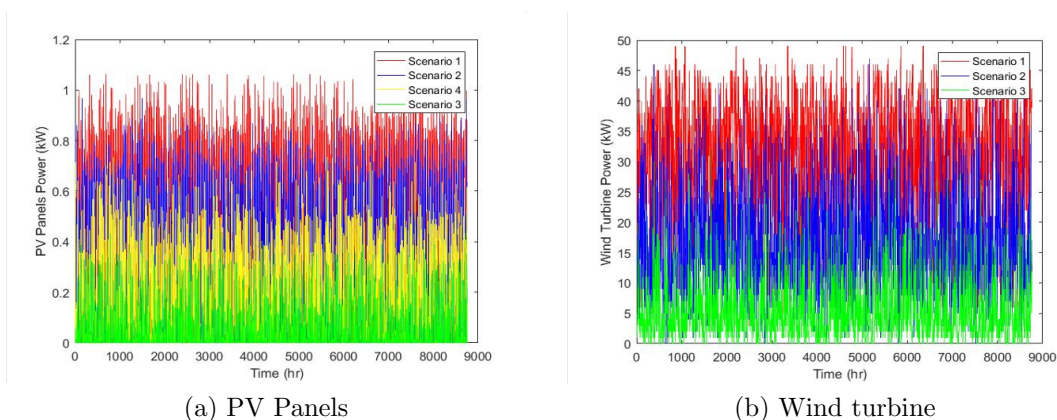 1.2
1
0.8
0.6
0.4
0.2
0
PV Panels Power (kW)
Scenario 1
Scenario 2
Scenario 4
Scenario 3
0 1000 2000 3000 4000 5000 6000 7000 8000 9000
Time (hr)
(a) PV Panels
50
45
40
35
30
25
20
15
10
5
0
Wind Turbine Power (kW)
Scenario 1
Scenario 2
Scenario 3
0 1000 2000 3000 4000 5000 6000 7000 8000 9000
Time (hr)
(b) Wind turbine